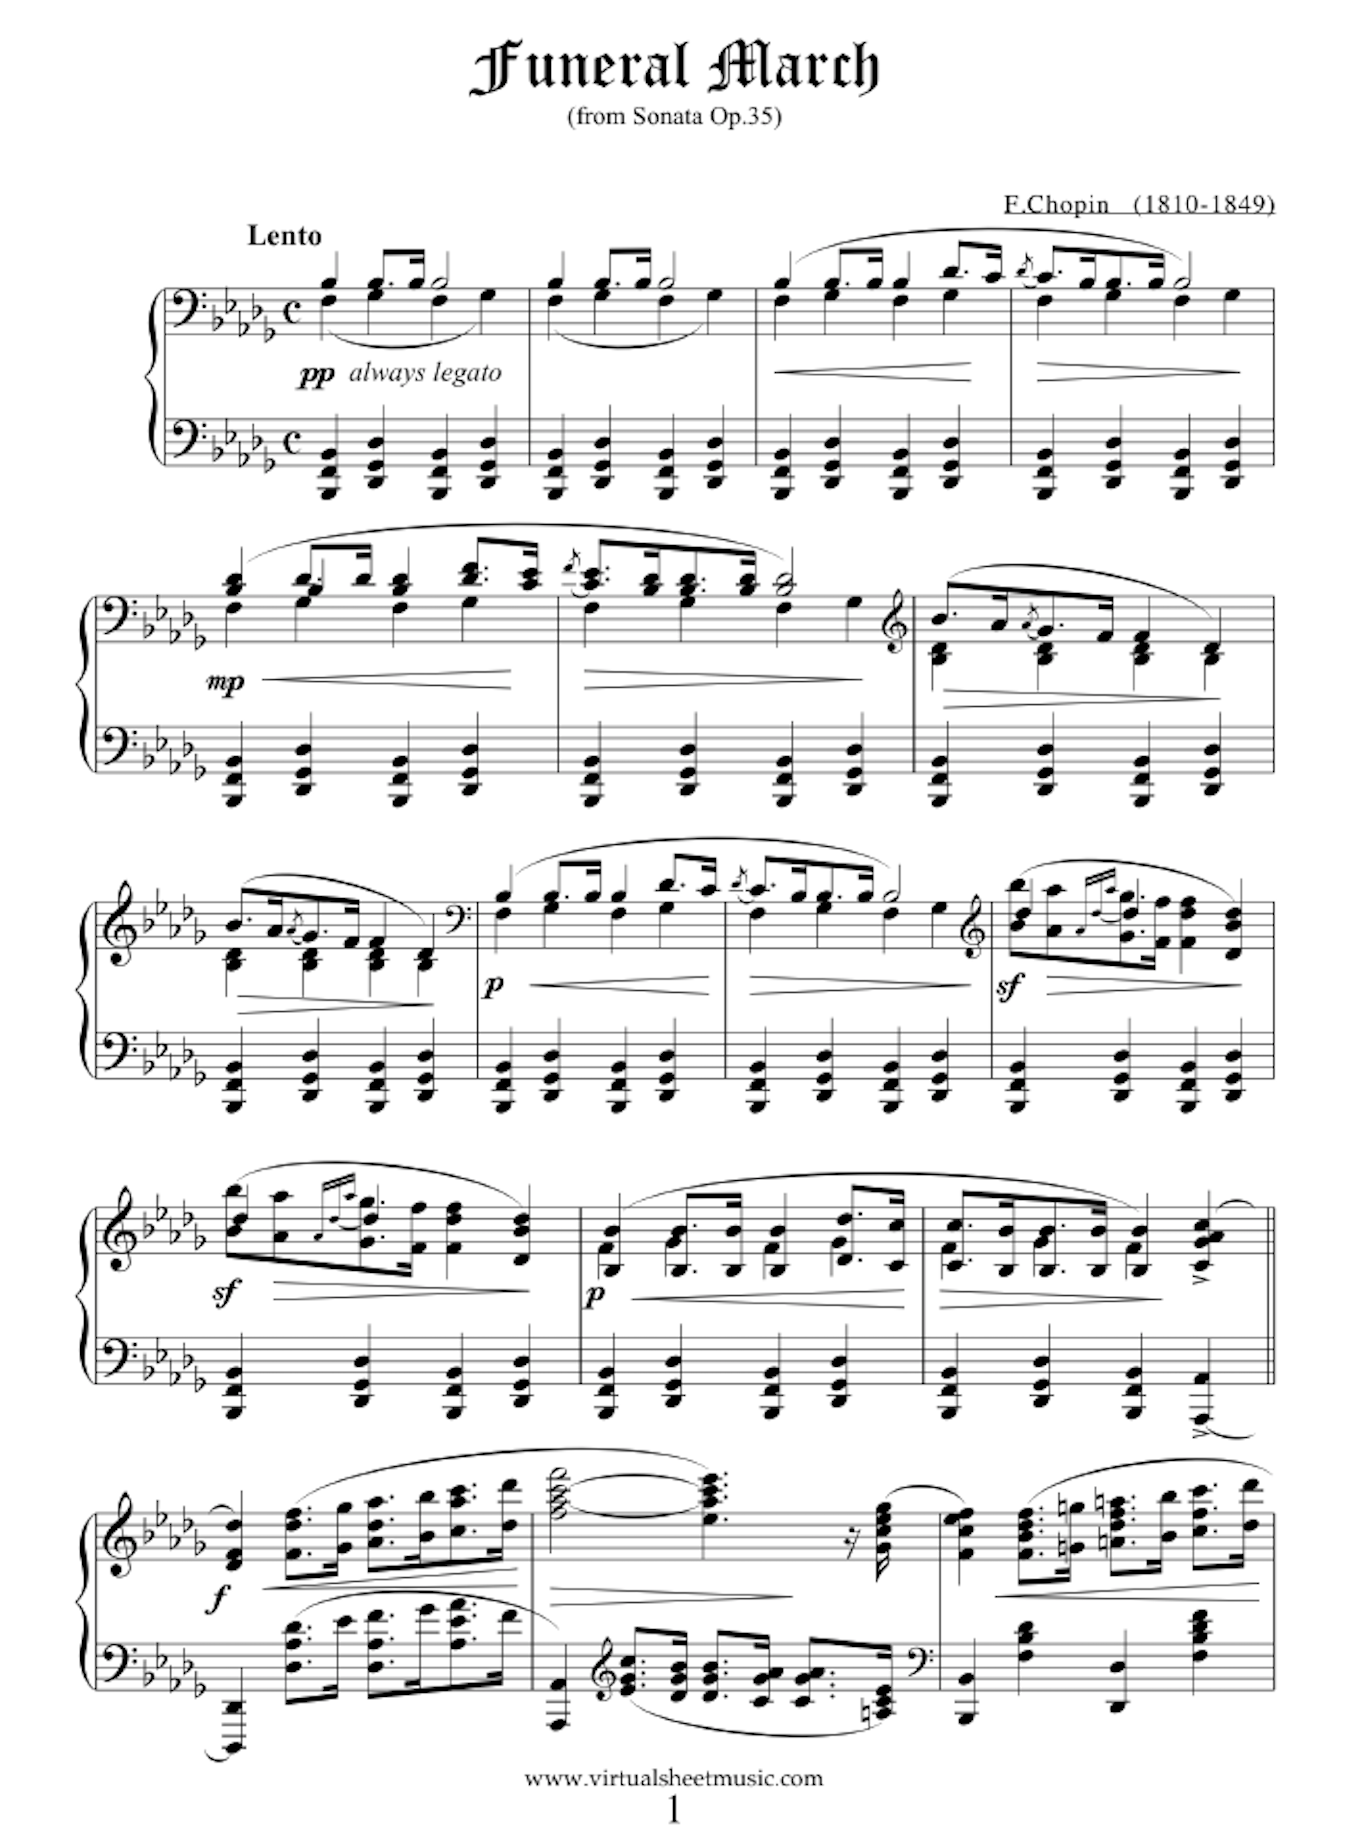 Funeral March
(from Sonata Op.35)
F.Chopin (1810-1849)
Lento
pp always legato
mp
p
sf
sf
p
f
www.virtualsheetmusic.com
1